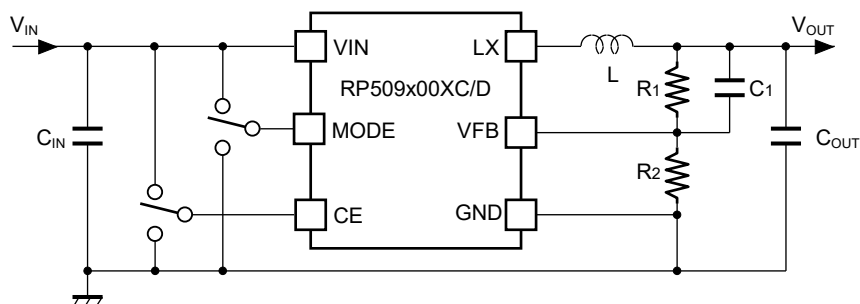 VIN
VOUT
VIN
LX
L
RP509x00XC/D
R1
C1
CIN
MODE
VFB
COUT
R2
CE
GND